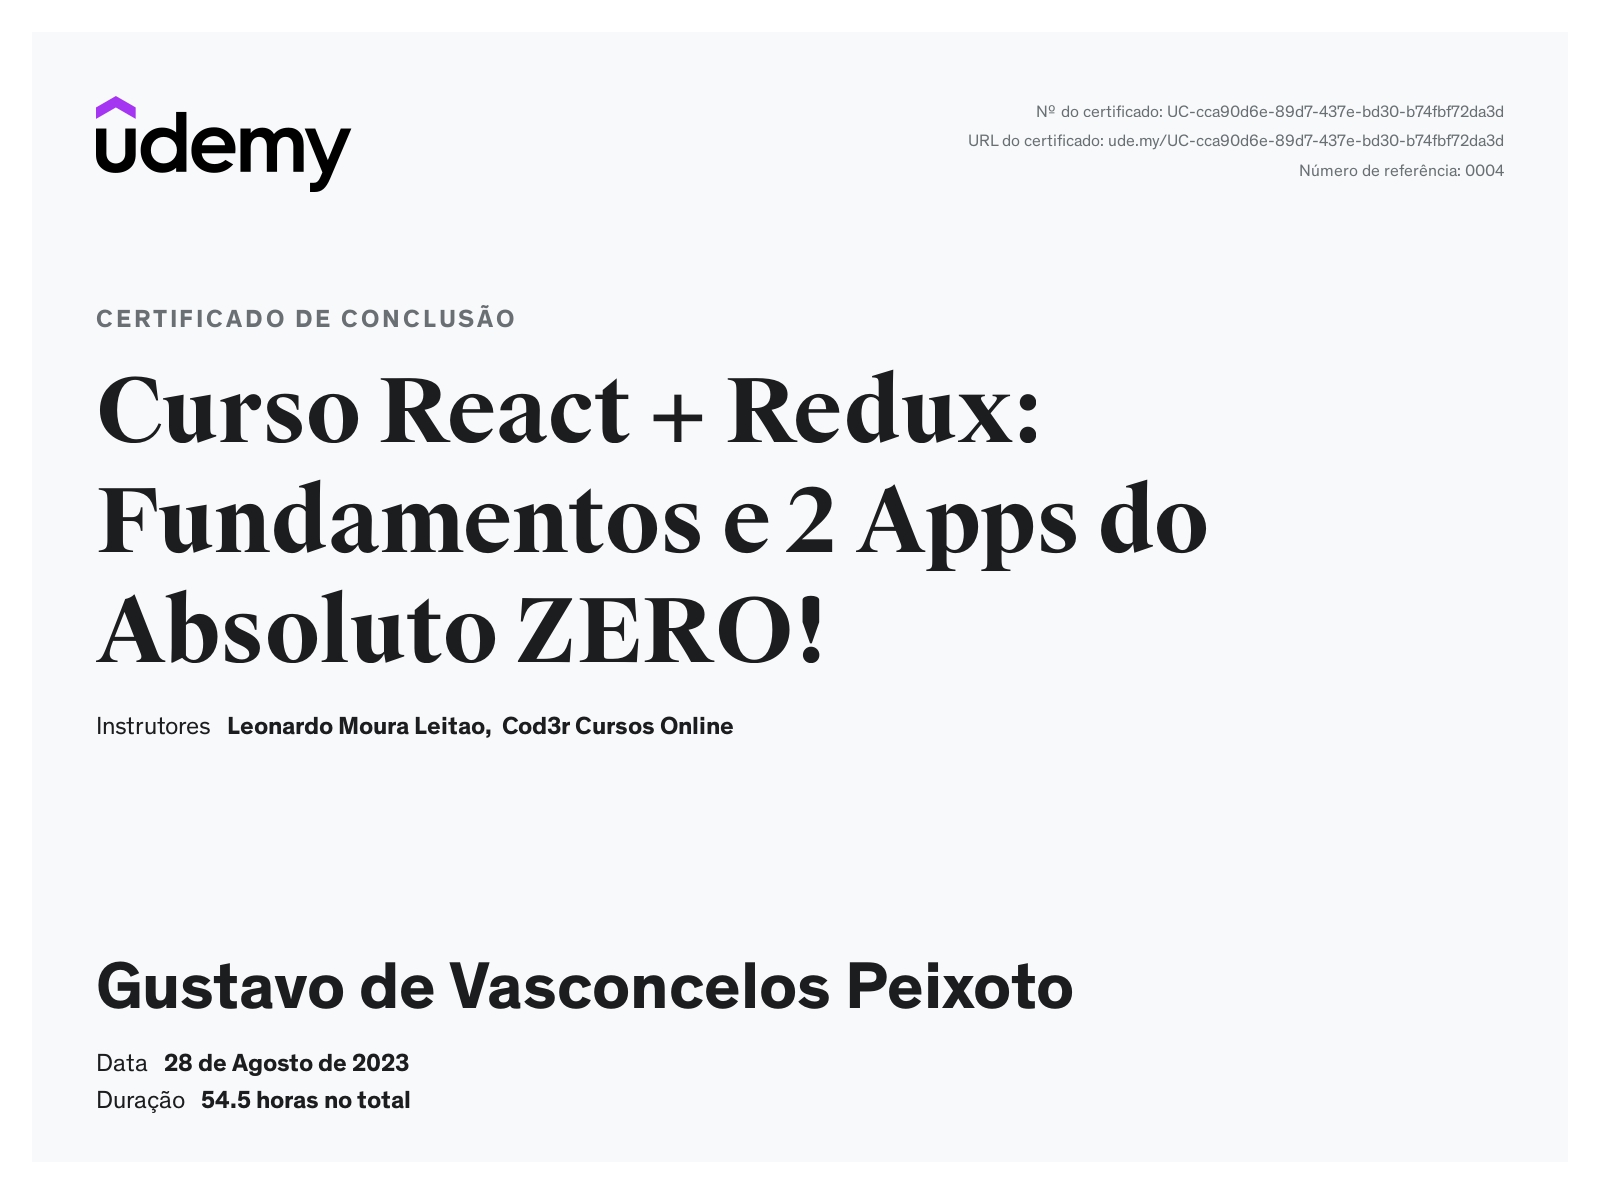 udemy
Nº do certificado: UC-cca90d6e-89d7-437e-bd30-b74fbf72da3d
URL do certificado: ude.my/UC-cca90d6e-89d7-437e-bd30-b74fbf72da3d
Número de referência: 0004
CERTIFICADO DE CONCLUSÃO
Curso React + Redux:
Fundamentos e 2 Apps do
Absoluto ZERO!
Instrutores Leonardo Moura Leitao, Cod3r Cursos Online
Gustavo de Vasconcelos Peixoto
Data 28 de Agosto de 2023
Duração 54.5 horas no total